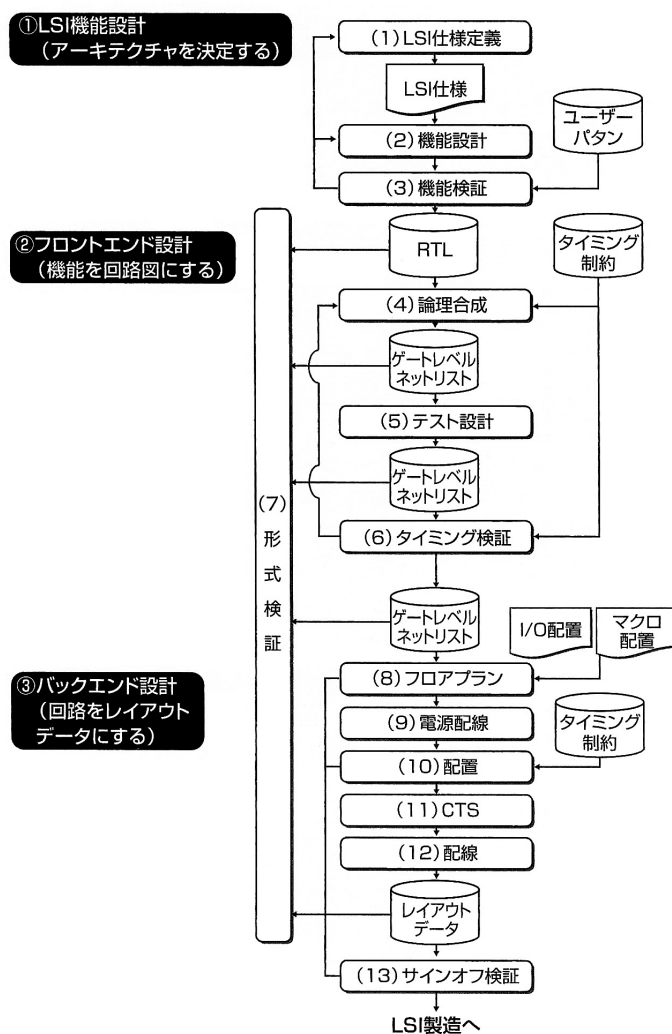 ①LSI機能設計
(アーキテクチャを決定する)
(1)LSI仕様定義
LSI仕様
ユーザー
パタン
(2)機能設計
(3)機能検証
②フロントエンド設計
(機能を回路図にする)
RTL
タイミング
制約
(4)論理合成
ゲートレベル
ネットリスト
(5)テスト設計
ゲートレベル
ネットリスト
(6)タイミング検証
(7)
形
式
検
証
ゲートレベル
ネットリスト
I/O配置
マクロ
配置
③バックエンド設計
(回路をレイアウト
データにする)
(8)フロアプラン
(9)電源配線
タイミング
制約
(10)配置
(11)CTS
(12)配線
レイアウト
データ
(13)サインオフ検証
LSI製造へ